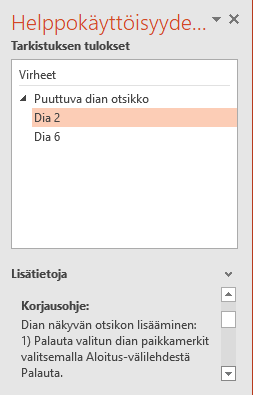 Helppokäyttöisyyde...
Tarkistuksen tulokset
Virheet
Puuttuva dian otsikko
Dia 2
Dia 6
Lisätietoja
Korjausohje:
Dian näkyvän otsikon lisääminen:
1) Palauta valitun dian paikkamerkit
valitsemalla Aloitus-välilehdestä
Palauta.